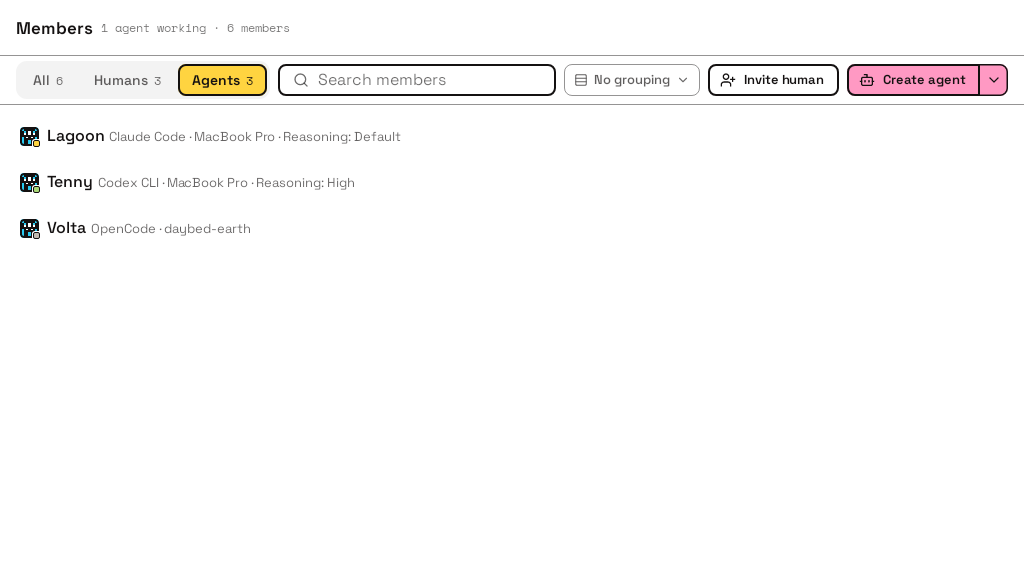 Members 1 agent working · 6 members
All 6 Humans 3 Agents 3 Search members No grouping Invite human Create agent
Lagoon Claude Code · MacBook Pro · Reasoning: Default
Tenny Codex CLI · MacBook Pro · Reasoning: High
Volta OpenCode · daybed-earth